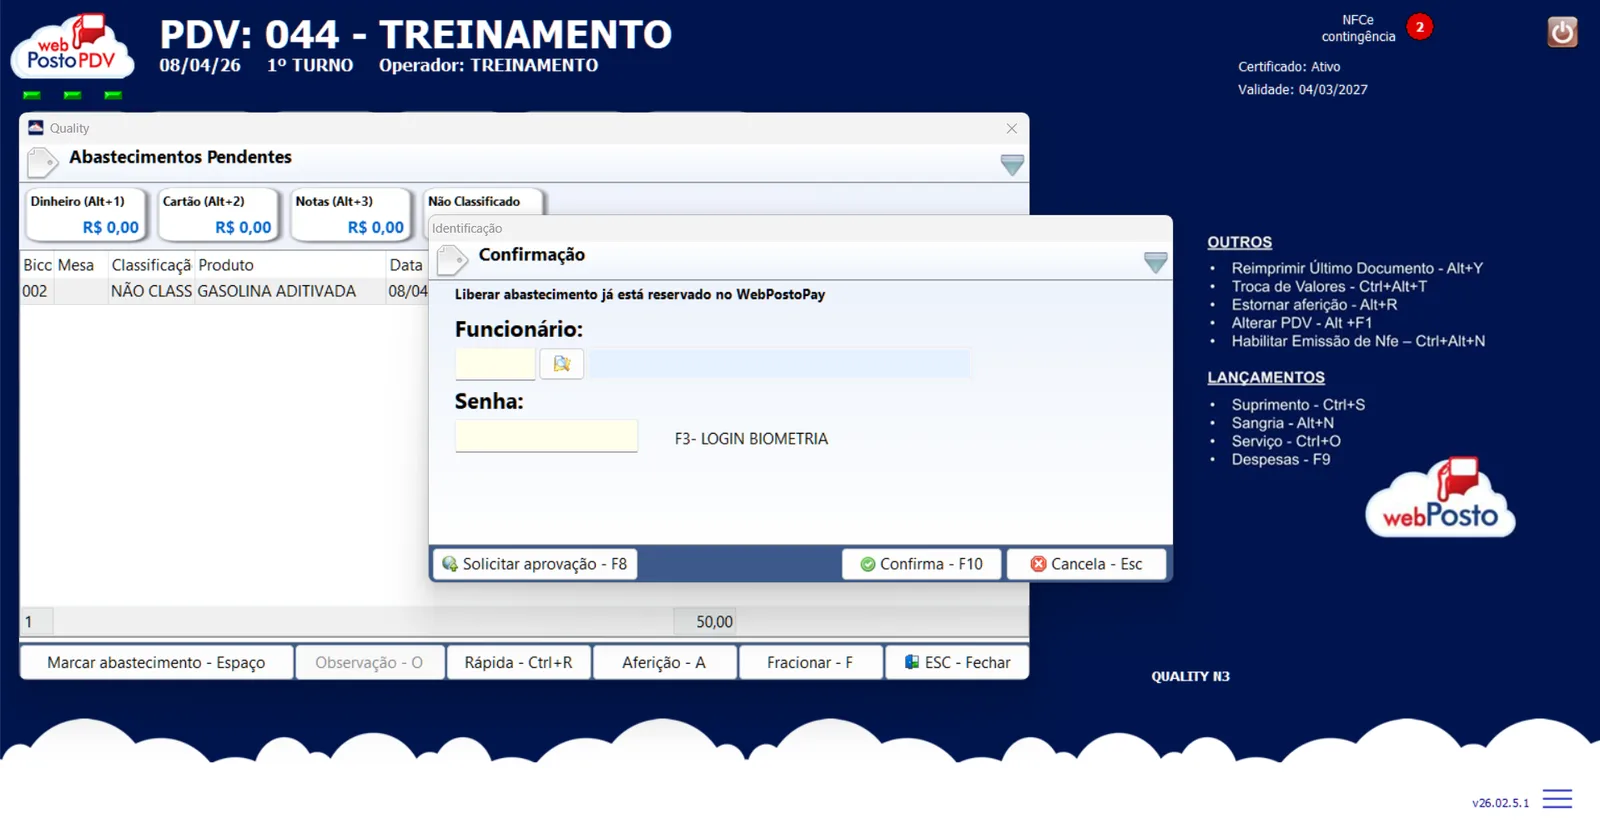 web
PostoPDV
PDV: 044 - TREINAMENTO
08/04/26 1º TURNO Operador: TREINAMENTO
NFCe
contingência
2
Certificado: Ativo
Validade: 04/03/2027
Quality
Abastecimentos Pendentes
Dinheiro (Alt+1)
R$ 0,00
Cartão (Alt+2)
R$ 0,00
Notas (Alt+3)
R$ 0,00
Não Classificado
Bicc Mesa Classificaçã Produto Data
002 NÃO CLASS GASOLINA ADITIVADA 08/04
Identificação
Confirmação
Liberar abastecimento já está reservado no WebPostoPay
Funcionário:
Senha:
F3- LOGIN BIOMETRIA
Solicitar aprovação - F8
Confirma - F10
Cancela - Esc
1 50,00
Marcar abastecimento - Espaço
Observação - O
Rápida - Ctrl+R
Aferição - A
Fracionar - F
ESC - Fechar
OUTROS
• Reimprimir Último Documento - Alt+Y
• Troca de Valores - Ctrl+Alt+T
• Estornar aferição - Alt+R
• Alterar PDV - Alt +F1
• Habilitar Emissão de Nfe – Ctrl+Alt+N
LANÇAMENTOS
• Suprimento - Ctrl+S
• Sangria - Alt+N
• Serviço - Ctrl+O
• Despesas - F9
webPosto
QUALITY N3
v26.02.5.1